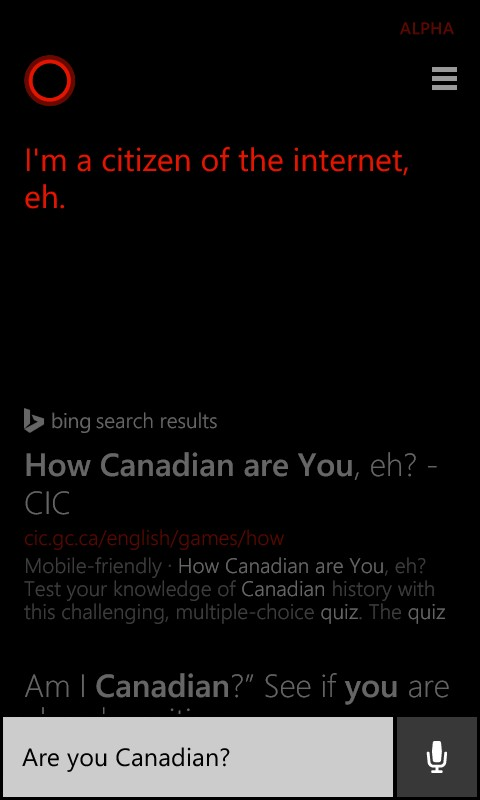 ALPHA
I'm a citizen of the internet,
eh.
bing search results
How Canadian are You, eh? -
CIC
cic.gc.ca/english/games/how
Mobile-friendly · How Canadian are You, eh?
Test your knowledge of Canadian history with
this challenging, multiple-choice quiz. The quiz
Am I Canadian?” See if you are
Are you Canadian?